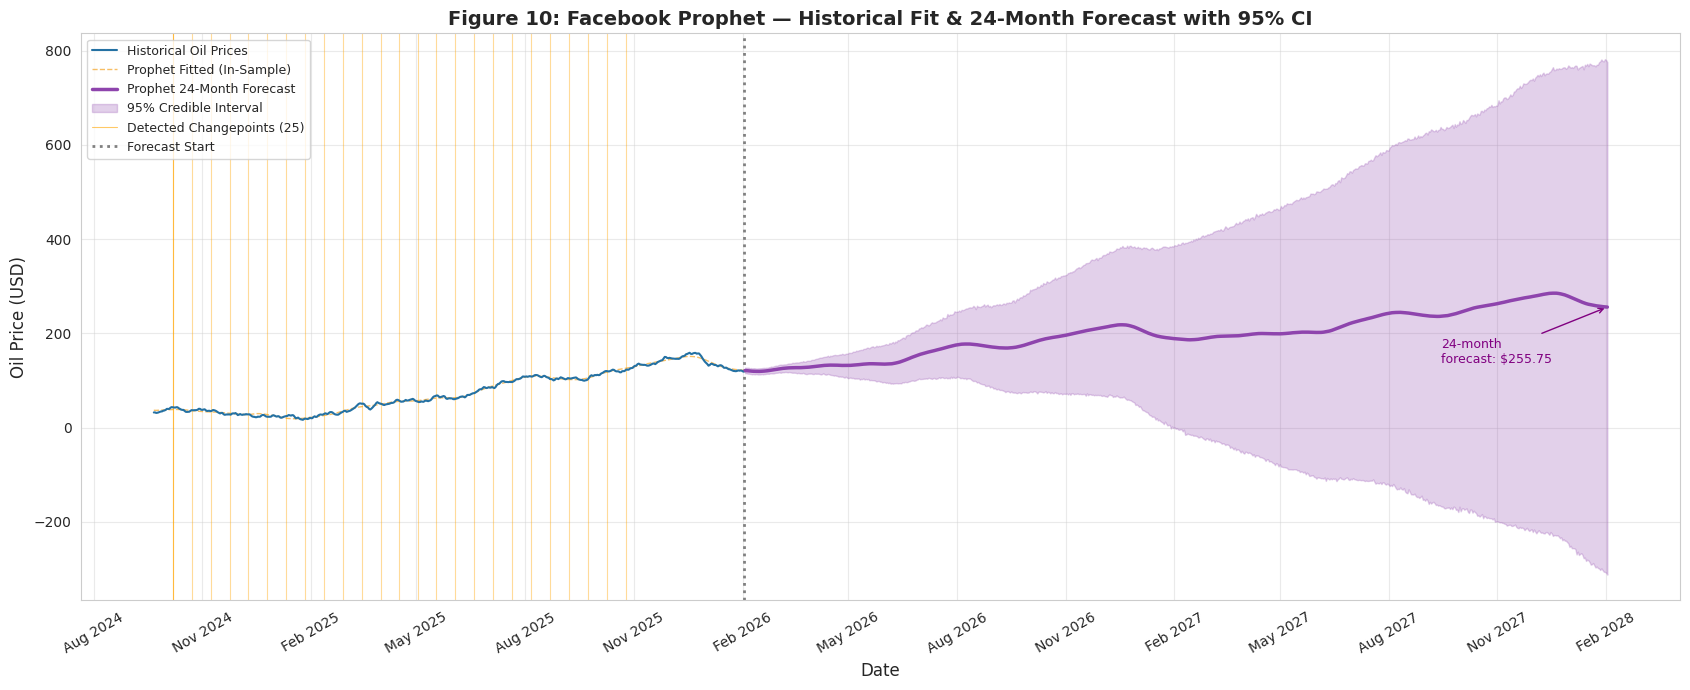 Figure 10: Facebook Prophet — Historical Fit & 24-Month Forecast with 95% CI
Historical Oil Prices
Prophet Fitted (In-Sample)
Prophet 24-Month Forecast
95% Credible Interval
Detected Changepoints (25)
Forecast Start
Oil Price (USD)
800
600
400
200
0
−200
24-month
forecast: $255.75
Aug 2024
Nov 2024
Feb 2025
May 2025
Aug 2025
Nov 2025
Feb 2026
May 2026
Aug 2026
Nov 2026
Feb 2027
May 2027
Aug 2027
Nov 2027
Feb 2028
Date